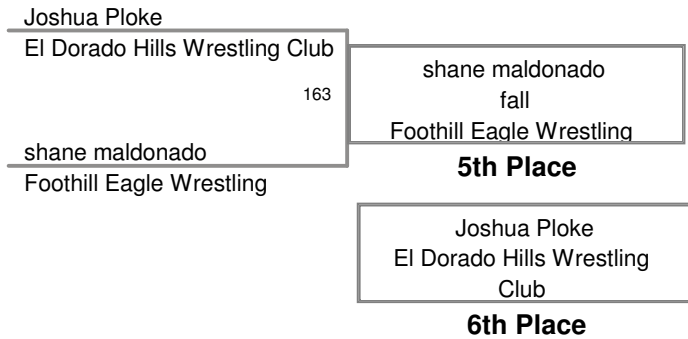 Joshua Ploke
El Dorado Hills Wrestling Club
163
shane maldonado
Foothill Eagle Wrestling
shane maldonado
fall
Foothill Eagle Wrestling
5th Place
Joshua Ploke
El Dorado Hills Wrestling
Club
6th Place